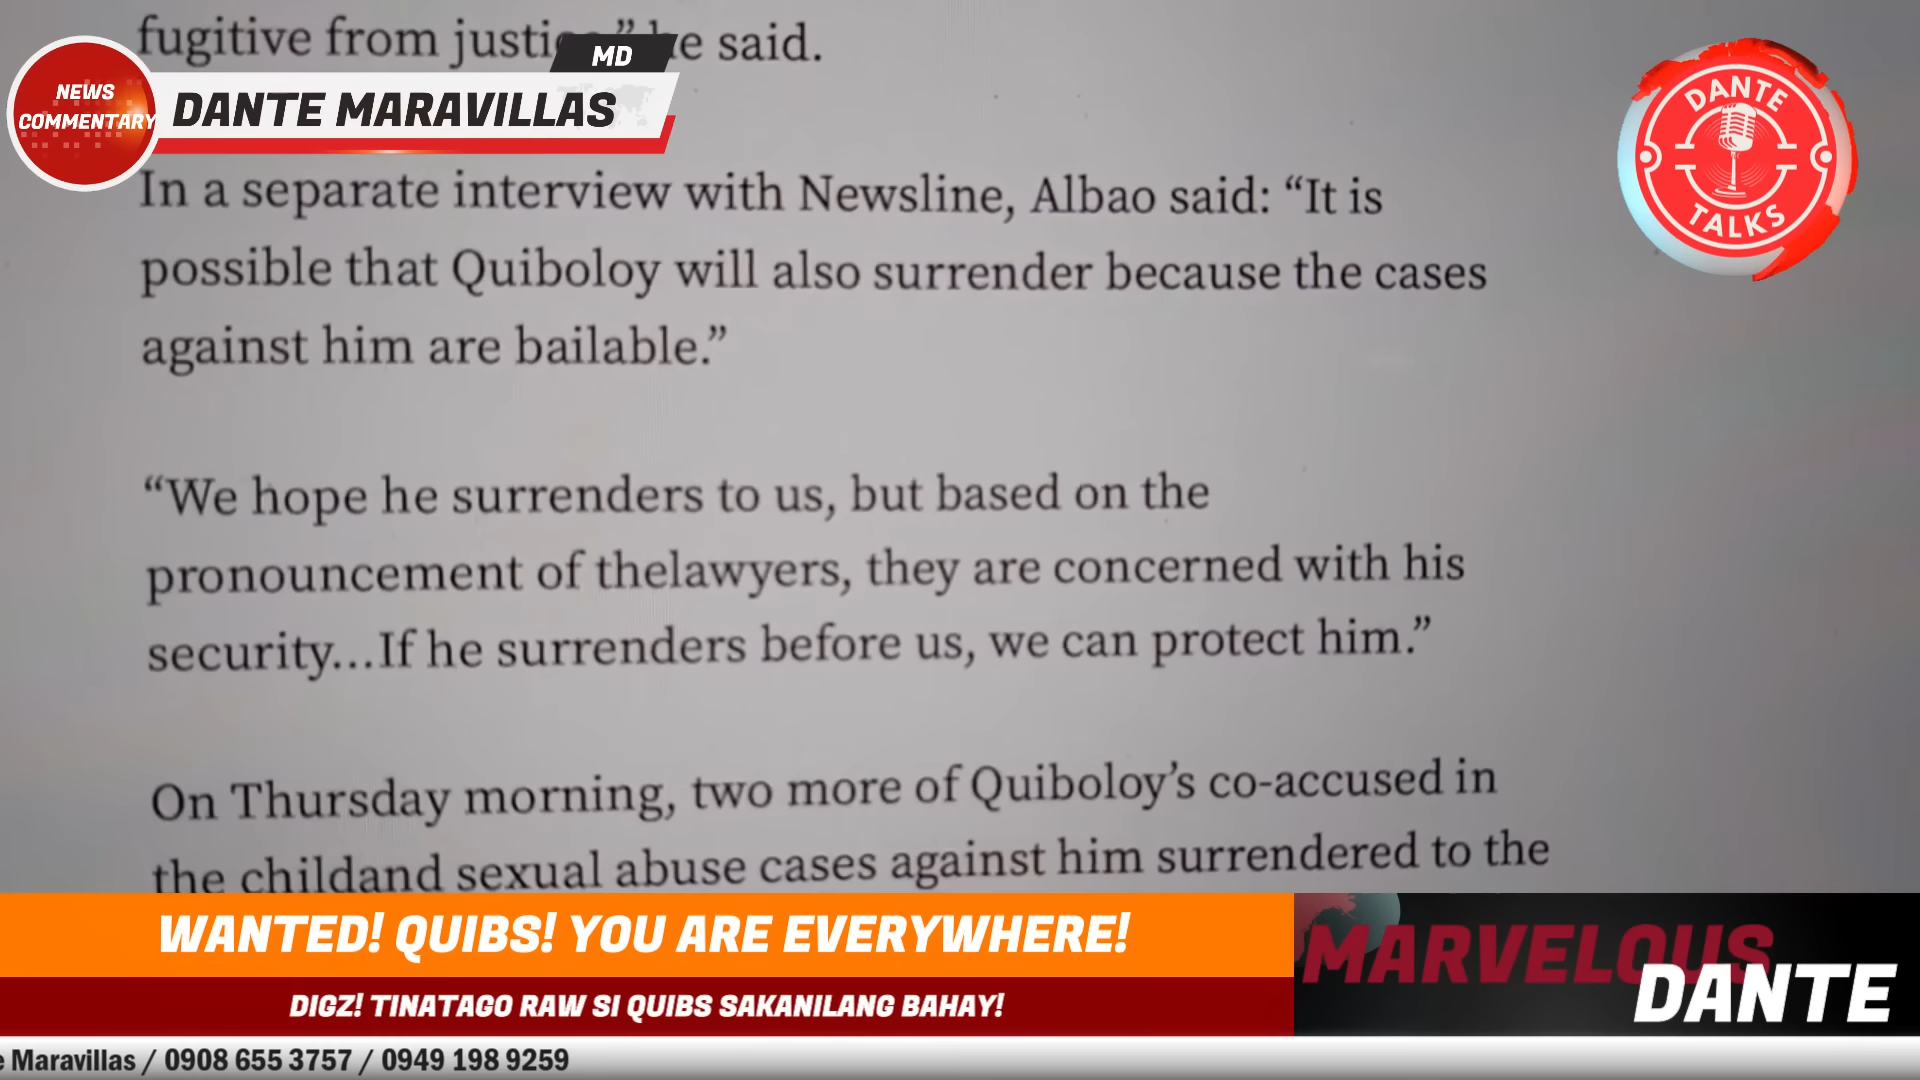 fugitive from justice,” he said.
MD
NEWS
COMMENTARY
DANTE MARAVILLAS
DANTE
TALKS
In a separate interview with Newsline, Albao said: “It is
possible that Quiboloy will also surrender because the cases
against him are bailable.”
“We hope he surrenders to us, but based on the
pronouncement of thelawyers, they are concerned with his
security...If he surrenders before us, we can protect him.”
On Thursday morning, two more of Quiboloy’s co-accused in
the childand sexual abuse cases against him surrendered to the
WANTED! QUIBS! YOU ARE EVERYWHERE!
DIGZ! TINATAGO RAW SI QUIBS SAKANILANG BAHAY!
MARVELOUS
DANTE
e Maravillas / 0908 655 3757 / 0949 198 9259